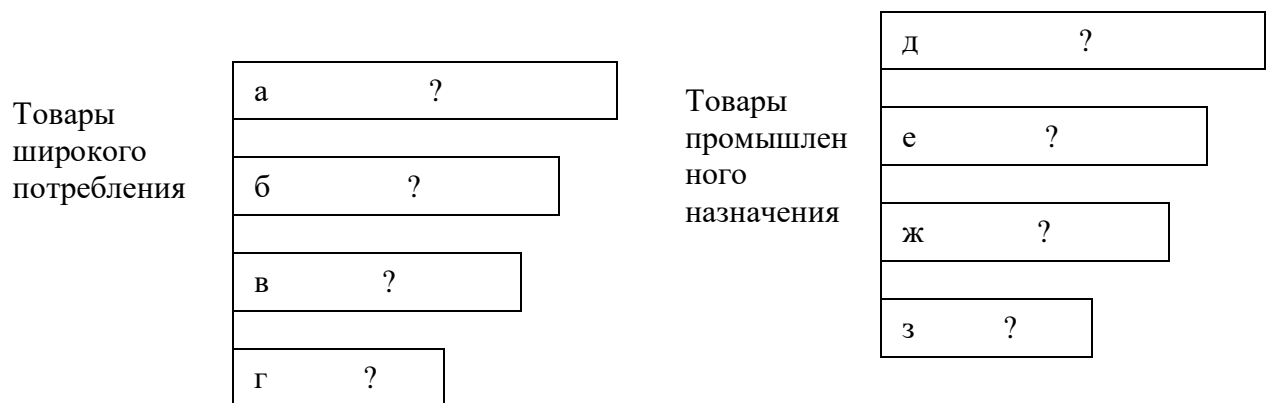 Товары
широкого
потребления
а ?
б ?
в ?
г ?
Товары
промышлен
ного
назначения
д ?
е ?
ж ?
з ?